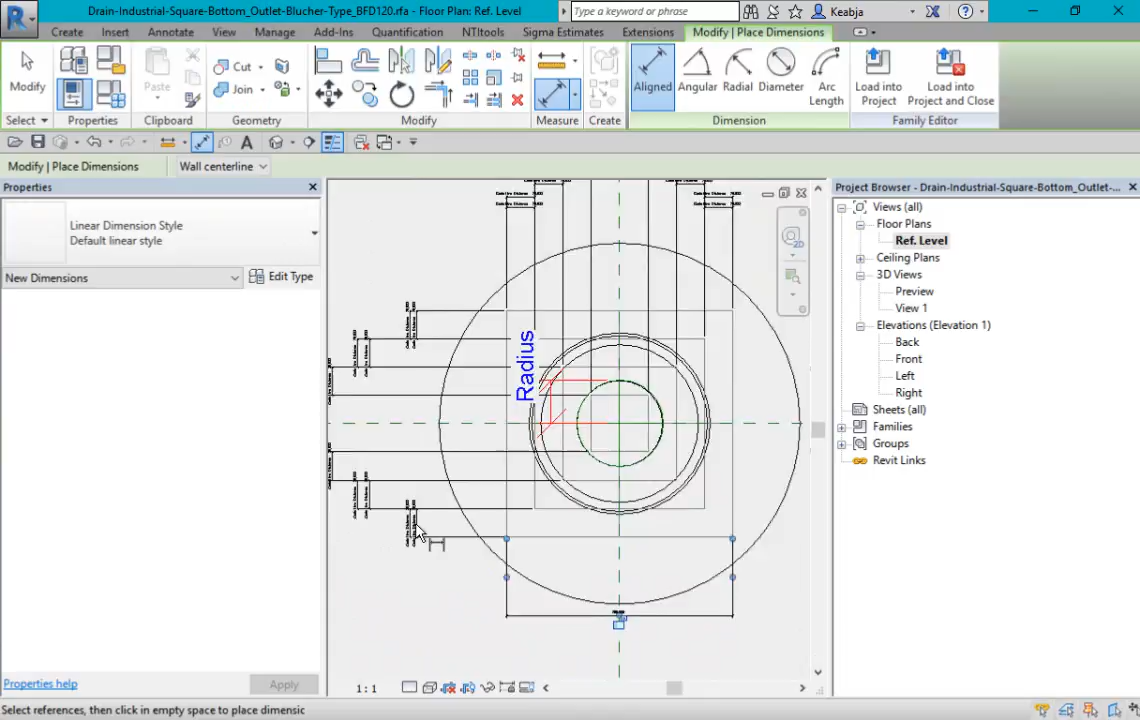 Drain-Industrial-Square-Bottom_Outlet-Blucher-Type_BFD120.rfa - Floor Plan: Ref. Level
Type a keyword or phrase
Keabja
Create Insert Annotate View Manage Add-Ins Quantification NTItools Sigma Estimates Extensions Modify | Place Dimensions
Modify
Paste
Cut
Join
Aligned Angular Radial Diameter Arc Length
Load into Project
Load into Project and Close
Select Properties Clipboard Geometry Modify Measure Create Dimension Family Editor
Modify | Place Dimensions Wall centerline
Properties
Linear Dimension Style
Default linear style
New Dimensions Edit Type
Radius
2D
Project Browser - Drain-Industrial-Square-Bottom_Outlet-...
Views (all)
Floor Plans
Ref. Level
Ceiling Plans
3D Views
Preview
View 1
Elevations (Elevation 1)
Back
Front
Left
Right
Sheets (all)
Families
Groups
Revit Links
Properties help Apply
1:1
Select references, then click in empty space to place dimensic